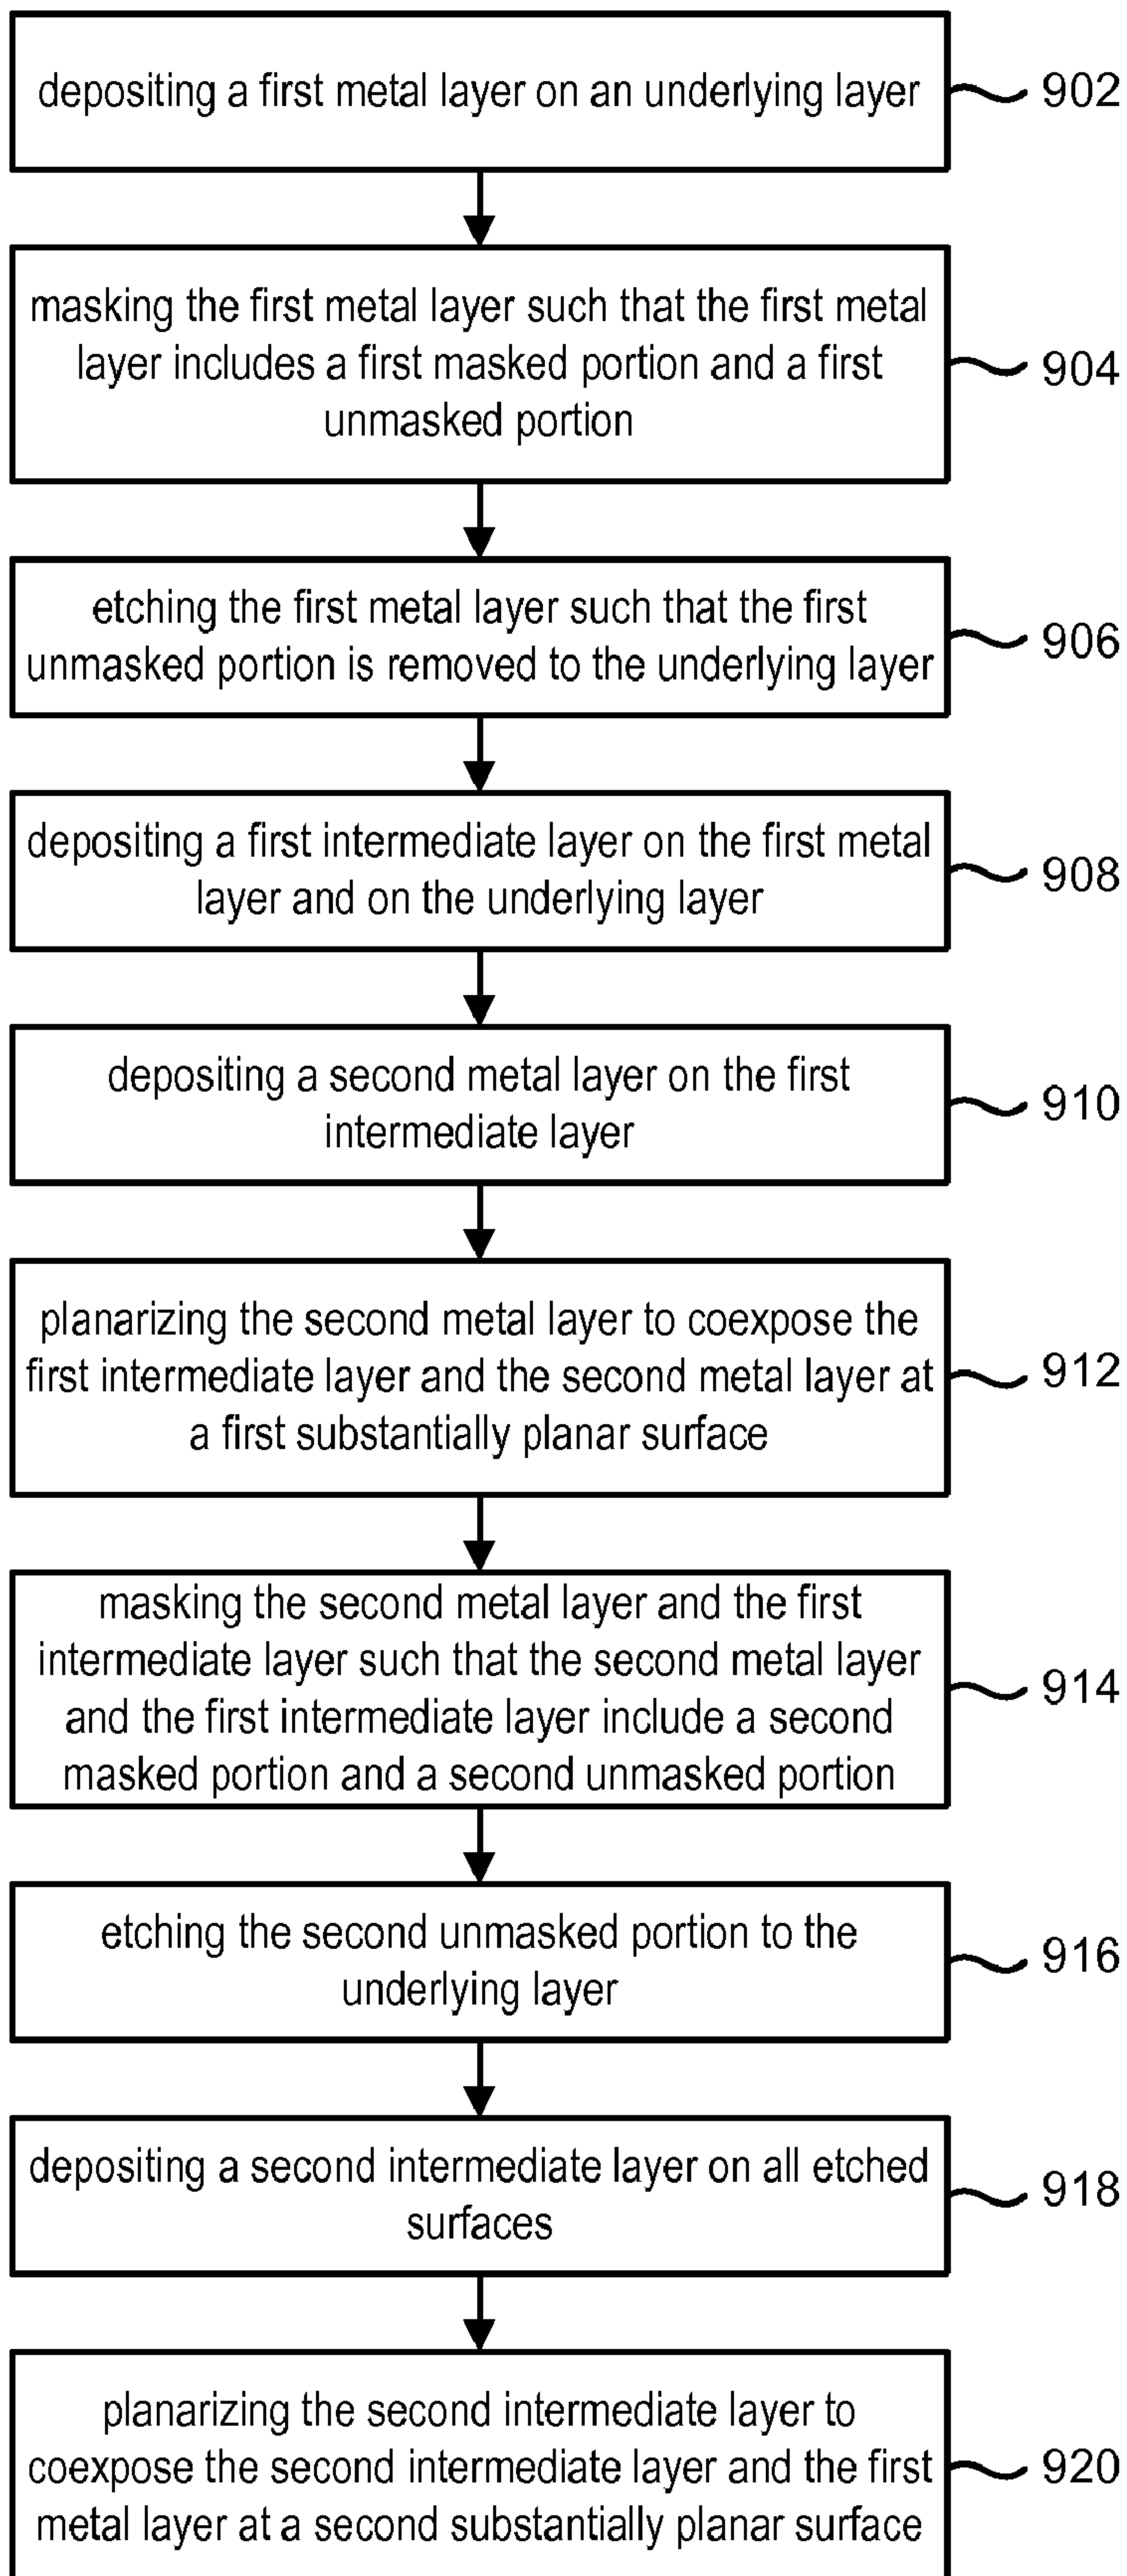 depositing a first metal layer on an underlying layer
902
masking the first metal layer such that the first metal
layer includes a first masked portion and a first
unmasked portion
904
etching the first metal layer such that the first
unmasked portion is removed to the underlying layer
906
depositing a first intermediate layer on the first metal
layer and on the underlying layer
908
depositing a second metal layer on the first
intermediate layer
910
planarizing the second metal layer to coexpose the
first intermediate layer and the second metal layer at
a first substantially planar surface
912
masking the second metal layer and the first
intermediate layer such that the second metal layer
and the first intermediate layer include a second
masked portion and a second unmasked portion
914
etching the second unmasked portion to the
underlying layer
916
depositing a second intermediate layer on all etched
surfaces
918
planarizing the second intermediate layer to
coexpose the second intermediate layer and the first
metal layer at a second substantially planar surface
920